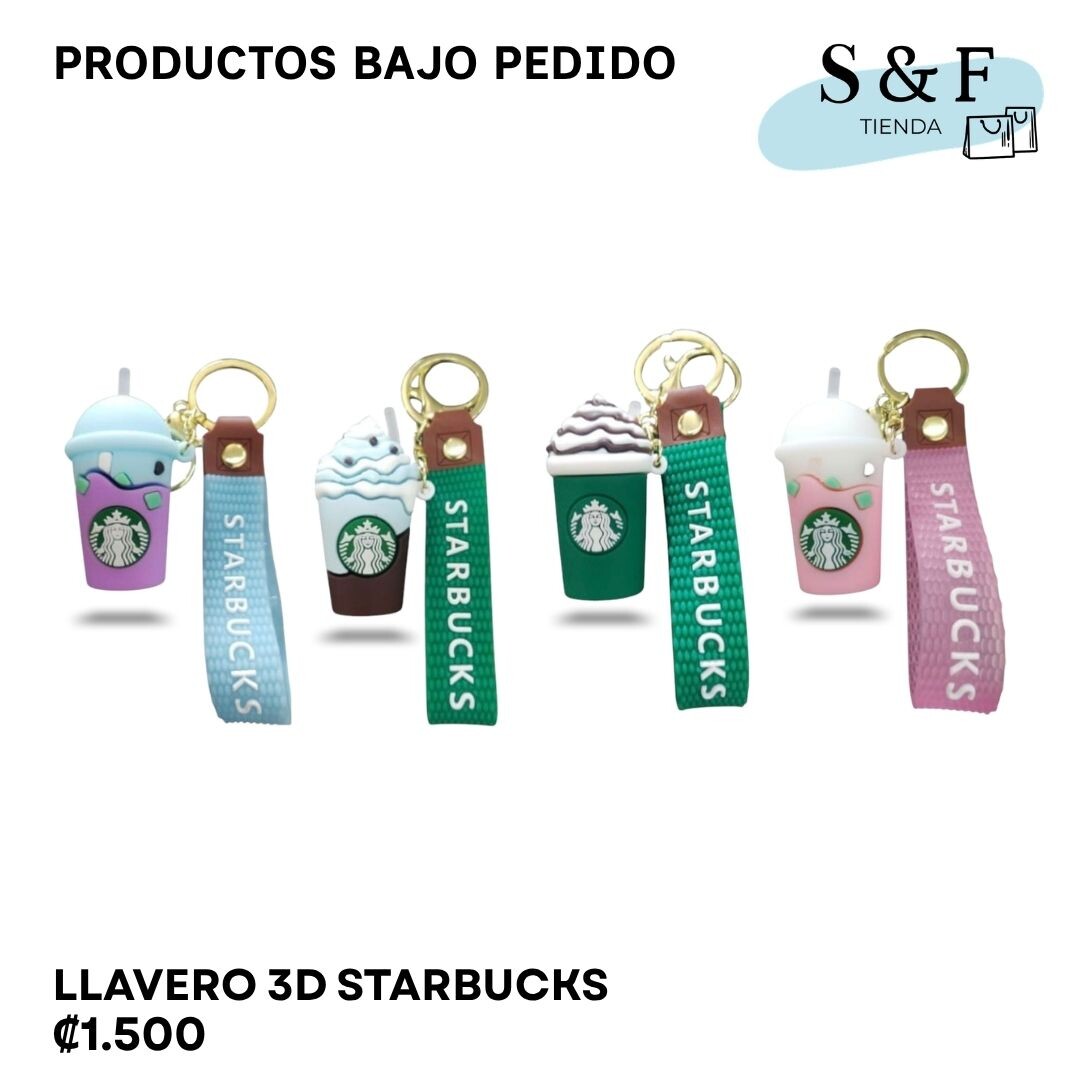 PRODUCTOS BAJO PEDIDO
S & F
TIENDA
STARBUCKS
STARBUCKS
STARBUCKS
STARBUCKS
LLAVERO 3D STARBUCKS
₡1.500